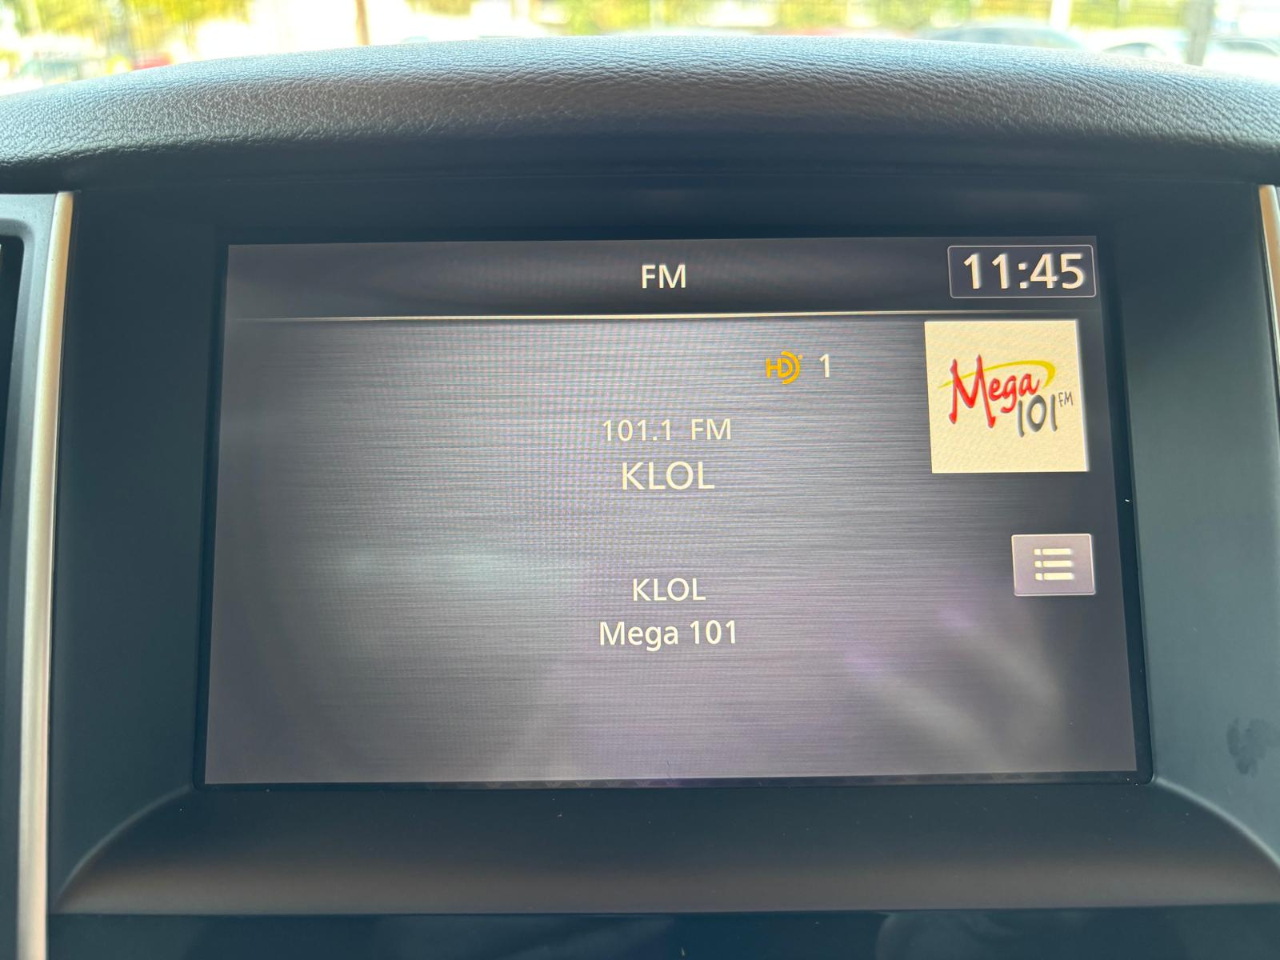 FM
11:45
HD 1
Mega
101 FM
101.1 FM
KLOL
KLOL
Mega 101